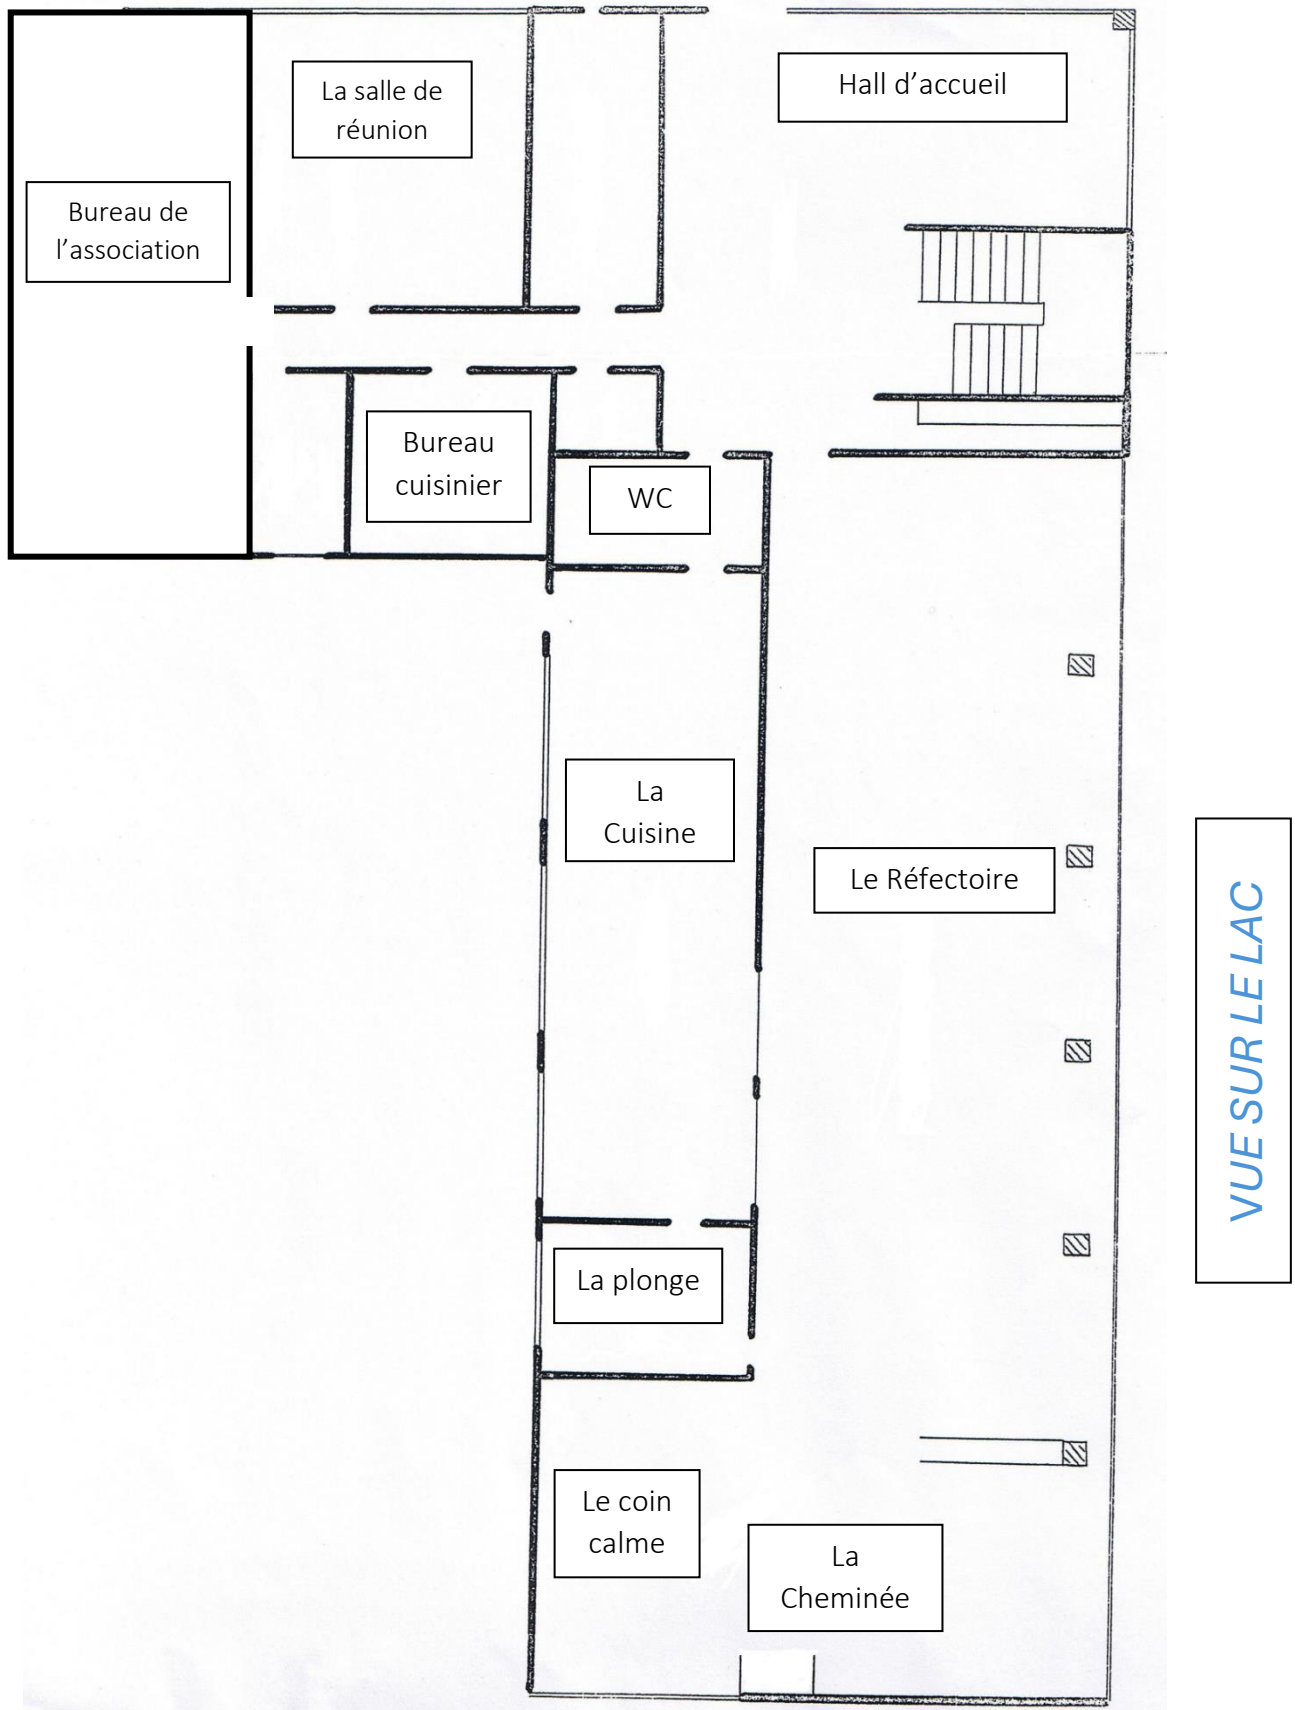 La salle de
réunion
Hall d’accueil
Bureau de
l’association
Bureau
cuisinier
WC
La
Cuisine
Le Réfectoire
VUE SUR LE LAC
La plonge
Le coin
calme
La
Cheminée